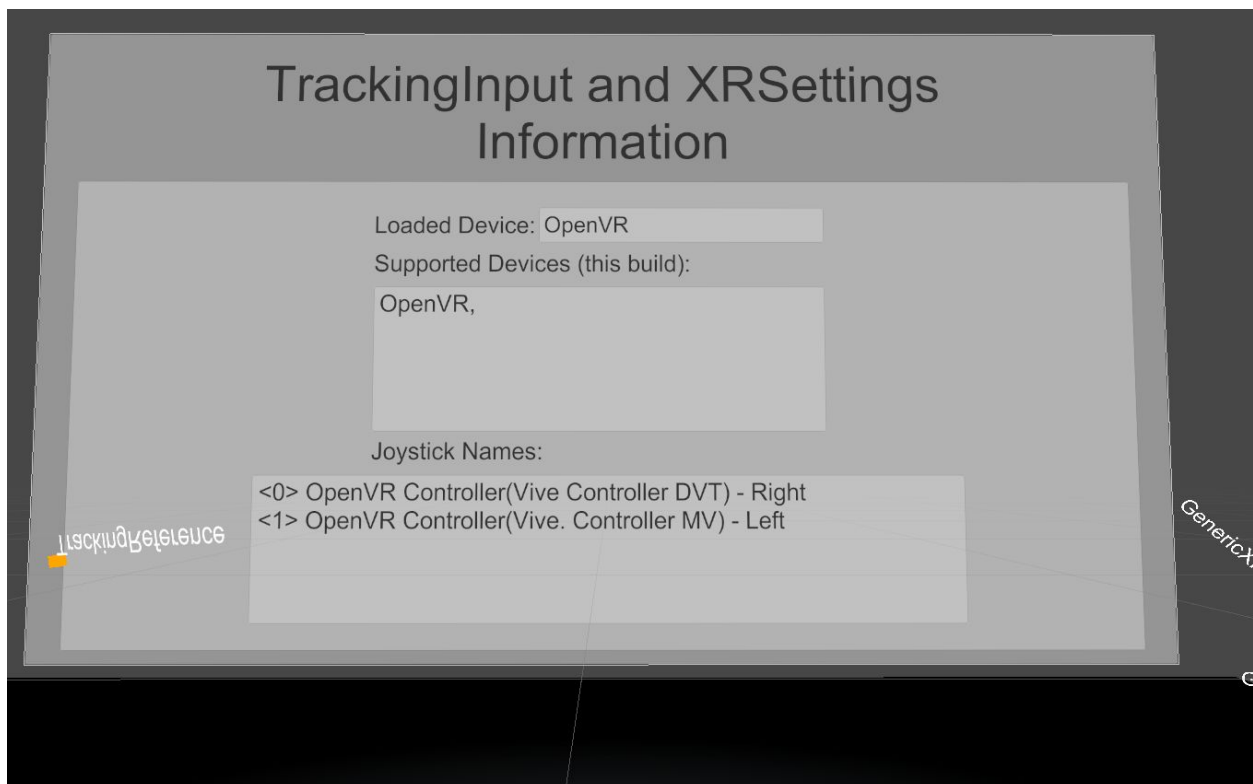 TrackingInput and XRSettings
Information
Loaded Device: OpenVR
Supported Devices (this build):
OpenVR,
Joystick Names:
<0> OpenVR Controller(Vive Controller DVT) - Right
<1> OpenVR Controller(Vive. Controller MV) - Left
TrackingReference